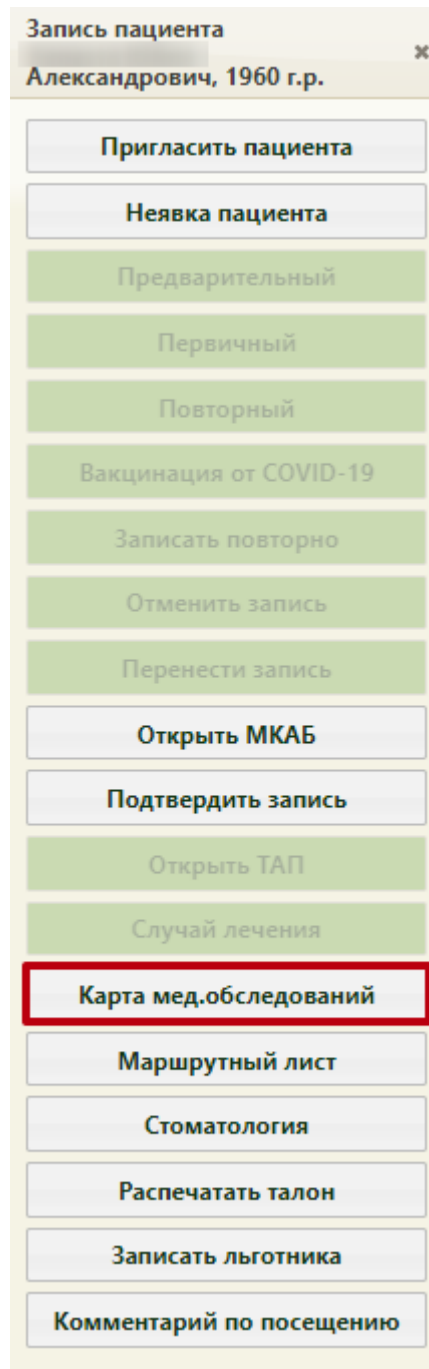 Запись пациента
Александрович, 1960 г.р.
Пригласить пациента
Неявка пациента
Предварительный
Первичный
Повторный
Вакцинация от COVID-19
Записать повторно
Отменить запись
Перенести запись
Открыть МКАБ
Подтвердить запись
Открыть ТАП
Случай лечения
Карта мед.обследований
Маршрутный лист
Стоматология
Распечатать талон
Записать льготника
Комментарий по посещению